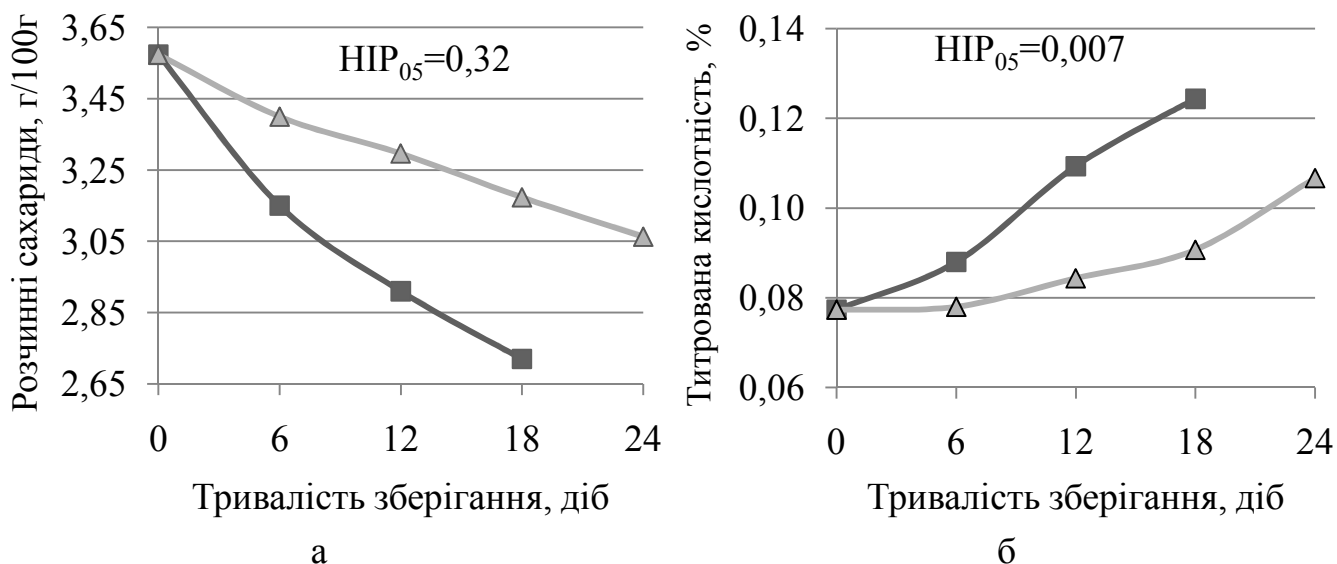 Розчинні сахариди, г/100г
3,65
3,45
3,25
3,05
2,85
2,65
НІР05=0,32
0 6 12 18 24
Тривалість зберігання, діб
а
Титрована кислотність, %
0,14
0,12
0,10
0,08
0,06
НІР05=0,007
0 6 12 18 24
Тривалість зберігання, діб
б